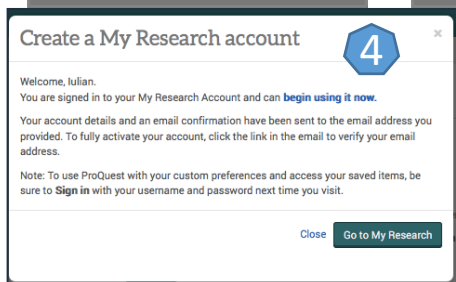 Create a My Research account
4
×
Welcome, Iulian.
You are signed in to your My Research Account and can begin using it now.
Your account details and an email confirmation have been sent to the email address you
provided. To fully activate your account, click the link in the email to verify your email
address.
Note: To use ProQuest with your custom preferences and access your saved items, be
sure to Sign in with your username and password next time you visit.
Close Go to My Research